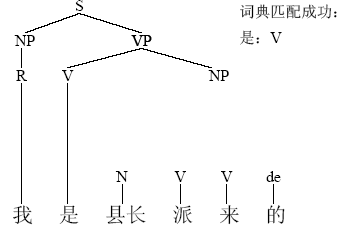 S
词典匹配成功:
NP VP 是: V
R V NP
N V V de
我 是 县长 派 来 的